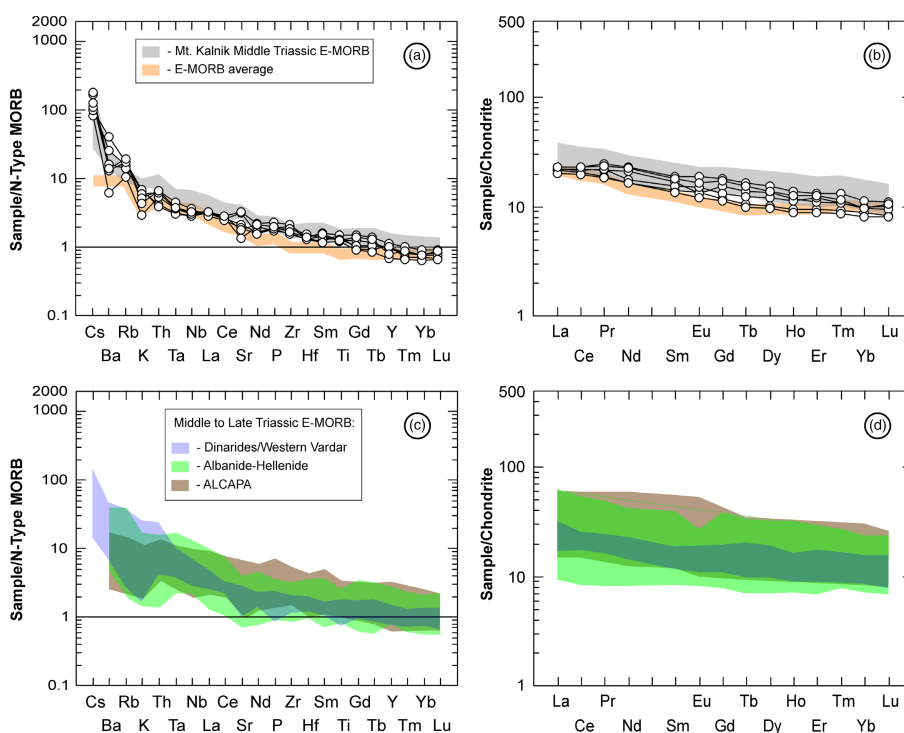 2000
1000
100
10
1
0.1
Sample/N-Type MORB
- Mt. Kalnik Middle Triassic E-MORB
- E-MORB average
(a)
Cs Rb Th Nb Ce Nd Zr Sm Gd Y Yb
Ba K Ta La Sr P Hf Ti Tb Tm Lu
500
100
10
1
Sample/Chondrite
(b)
La Pr Eu Tb Ho Tm Lu
Ce Nd Sm Gd Dy Er Yb
2000
1000
100
10
1
0.1
Sample/N-Type MORB
Middle to Late Triassic E-MORB:
- Dinarides/Western Vardar
- Albanide-Hellenide
- ALCAPA
(c)
Cs Rb Th Nb Ce Nd Zr Sm Gd Y Yb
Ba K Ta La Sr P Hf Ti Tb Tm Lu
500
100
10
1
Sample/Chondrite
(d)
La Pr Eu Tb Ho Tm Lu
Ce Nd Sm Gd Dy Er Yb